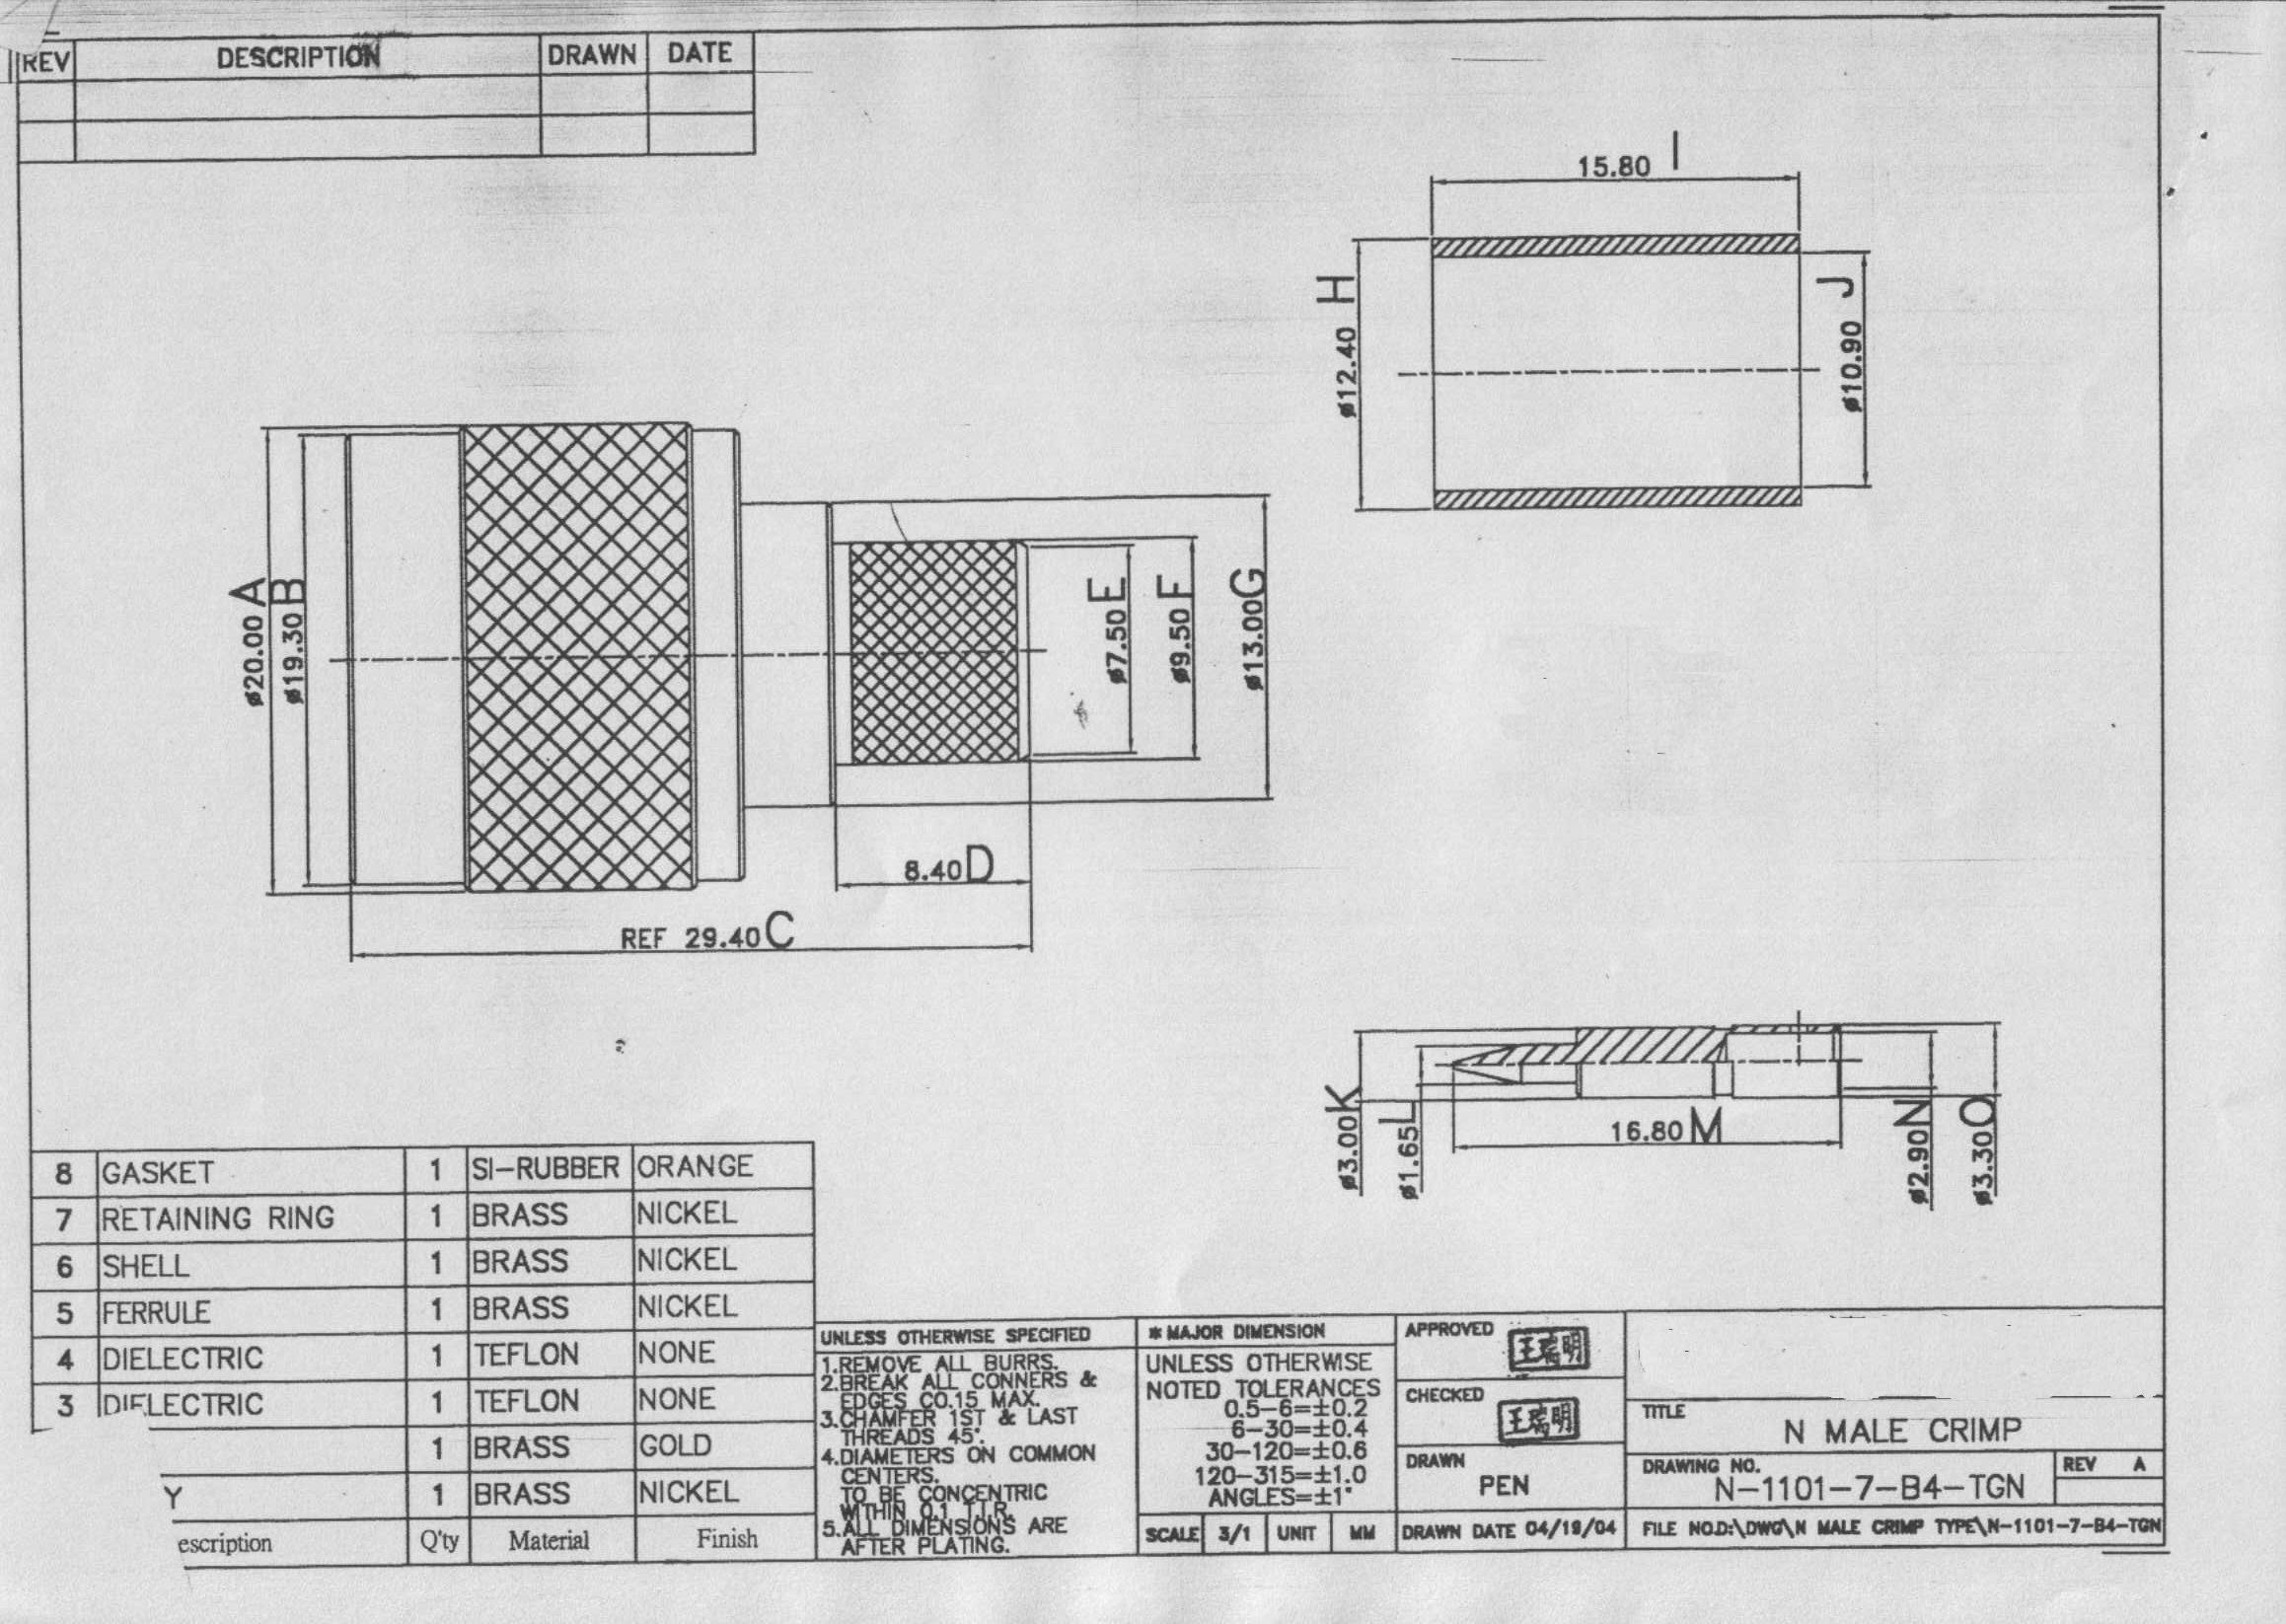 REV DESCRIPTION DRAWN DATE
15.80 I
ø12.40 H
ø10.90 J
ø20.00 A
ø19.30 B
ø7.50 E
ø9.50 F
ø13.00 G
8.40 D
REF 29.40 C
ø3.00 K
ø1.65 L
16.80 M
ø2.90 N
ø3.30 O
8 GASKET 1 SI-RUBBER ORANGE
7 RETAINING RING 1 BRASS NICKEL
6 SHELL 1 BRASS NICKEL
5 FERRULE 1 BRASS NICKEL
4 DIELECTRIC 1 TEFLON NONE
3 DIELECTRIC 1 TEFLON NONE
1 BRASS GOLD
Y 1 BRASS NICKEL
escription Q'ty Material Finish
UNLESS OTHERWISE SPECIFIED
1.REMOVE ALL BURRS.
2.BREAK ALL CONNERS &
EDGES C0.15 MAX.
3.CHAMFER 1ST & LAST
THREADS 45°.
4.DIAMETERS ON COMMON
CENTERS.
TO BE CONCENTRIC
WITHIN 0.1 T.I.R.
5.ALL DIMENSIONS ARE
AFTER PLATING.
* MAJOR DIMENSION
UNLESS OTHERWISE
NOTED TOLERANCES
0.5-6=±0.2
6-30=±0.4
30-120=±0.6
120-315=±1.0
ANGLES=±1°
SCALE 3/1 UNIT MM
APPROVED
王瑞明
CHECKED
王瑞明
DRAWN
PEN
DRAWN DATE 04/19/04
TITLE
N MALE CRIMP
DRAWING NO.
N-1101-7-B4-TGN
REV A
FILE NO.D:\DWG\N MALE CRIMP TYPE\N-1101-7-B4-TGN